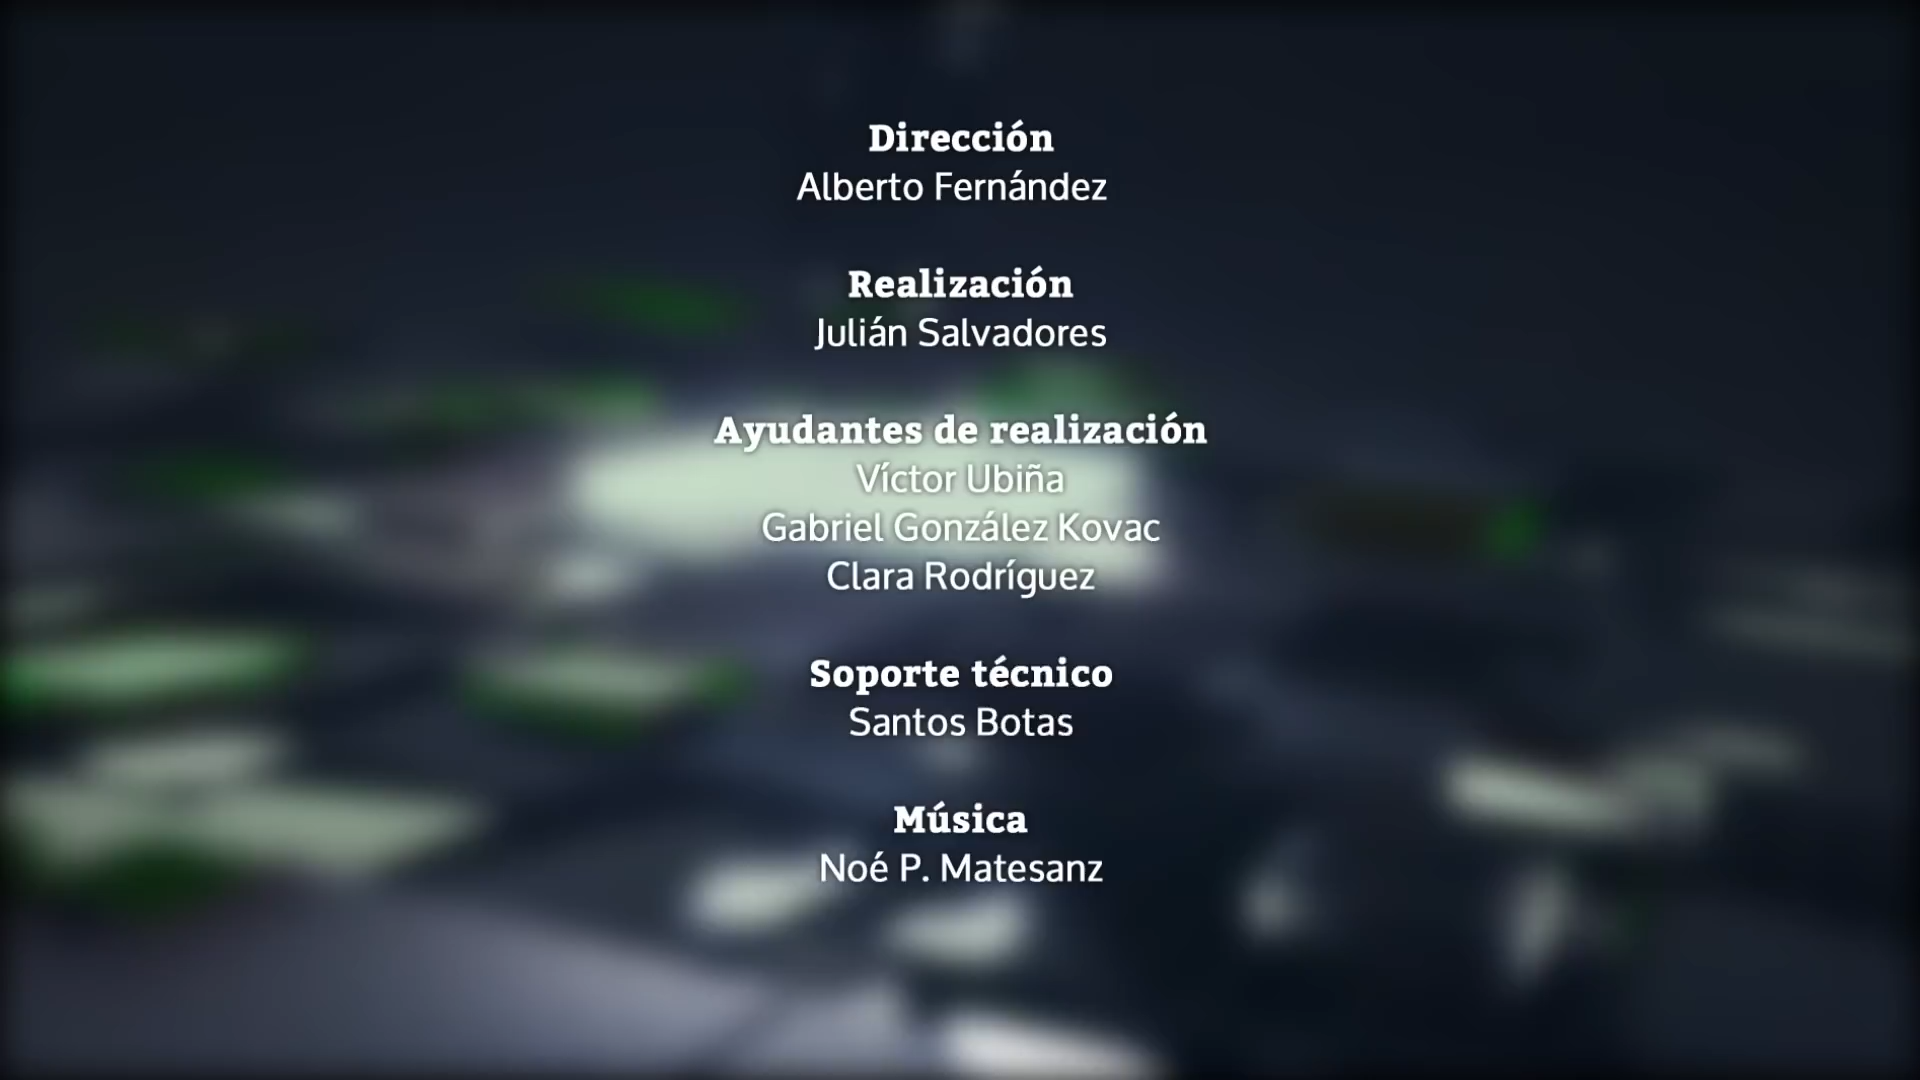 Dirección
Alberto Fernández
Realización
Julián Salvadores
Ayudantes de realización
Víctor Ubiña
Gabriel González Kovac
Clara Rodríguez
Soporte técnico
Santos Botas
Música
Noé P. Matesanz